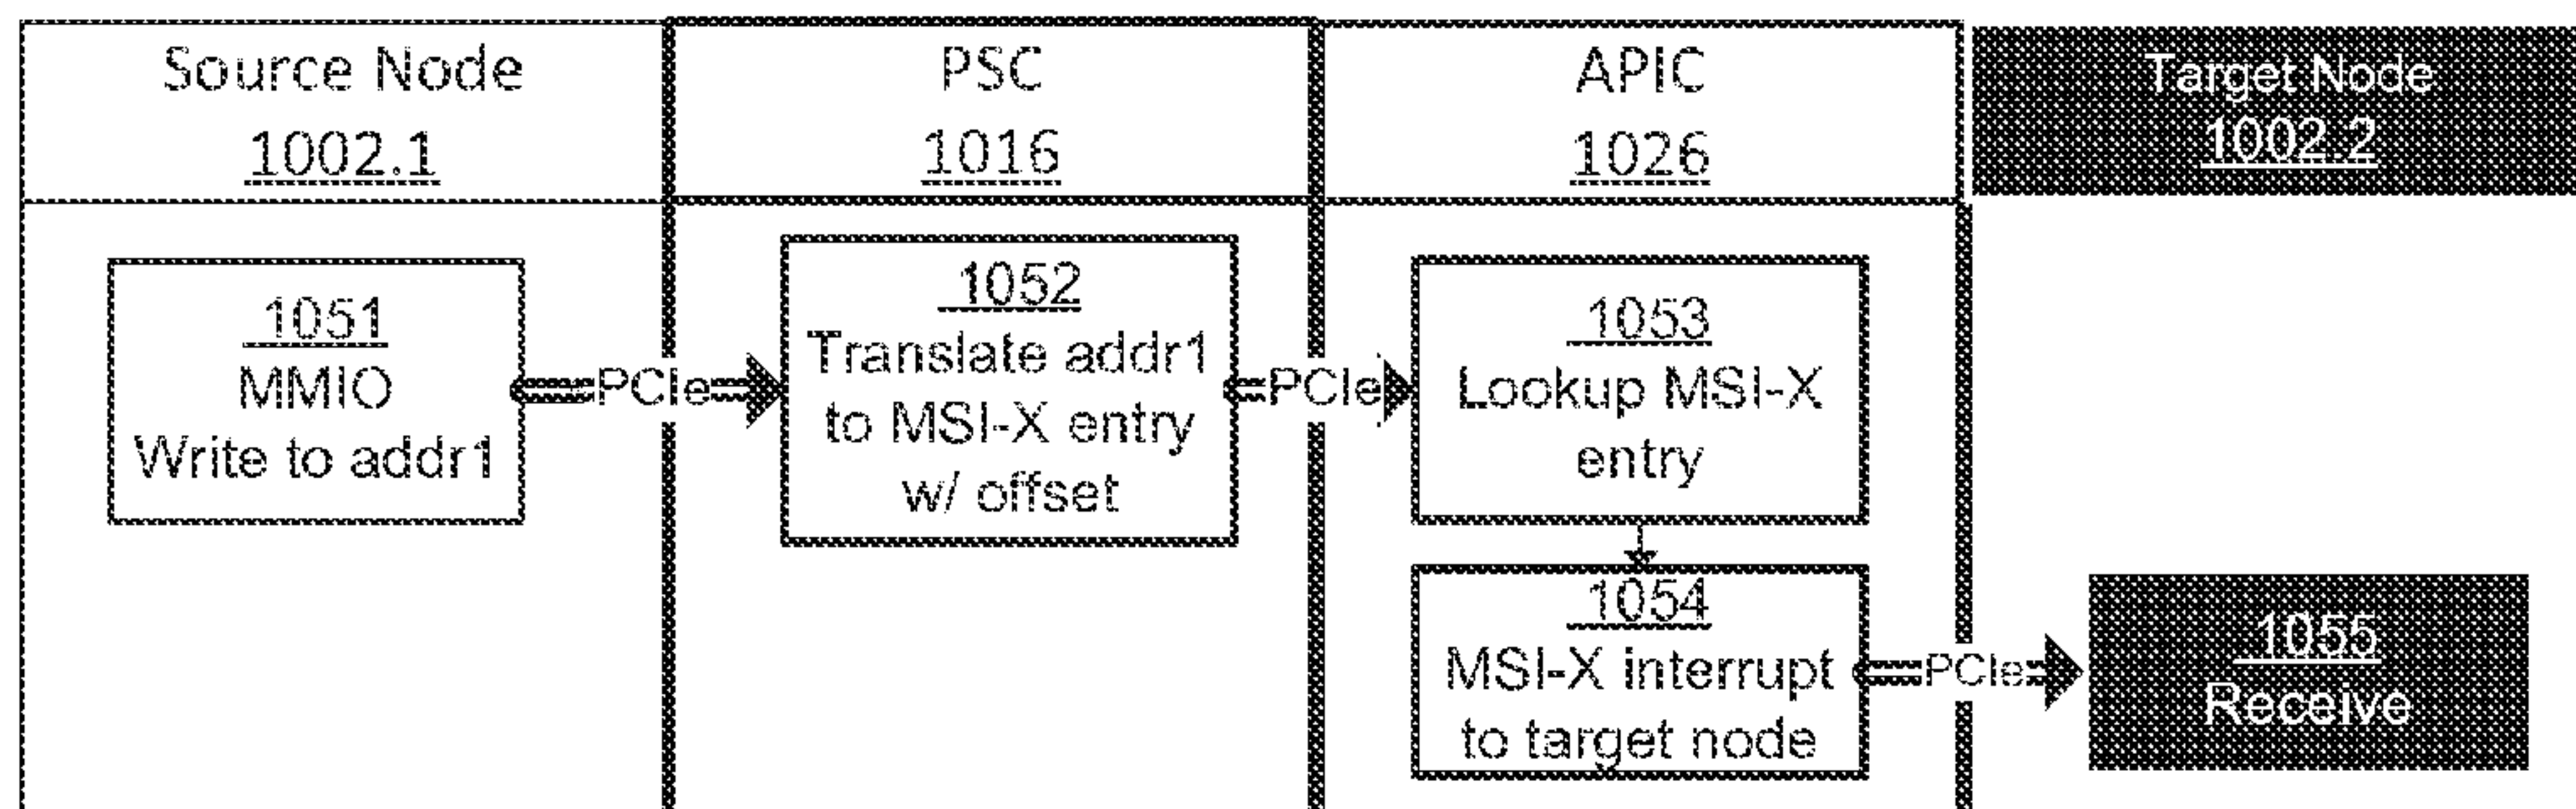 Source Node
1002.1
PSC
1016
APIC
1026
Target Node
1002.2
1051
MMIO
Write to addr1
PCIe
1052
Translate addr1
to MSI-X entry
w/ offset
PCIe
1053
Lookup MSI-X
entry
1054
MSI-X interrupt
to target node
PCIe
1055
Receive